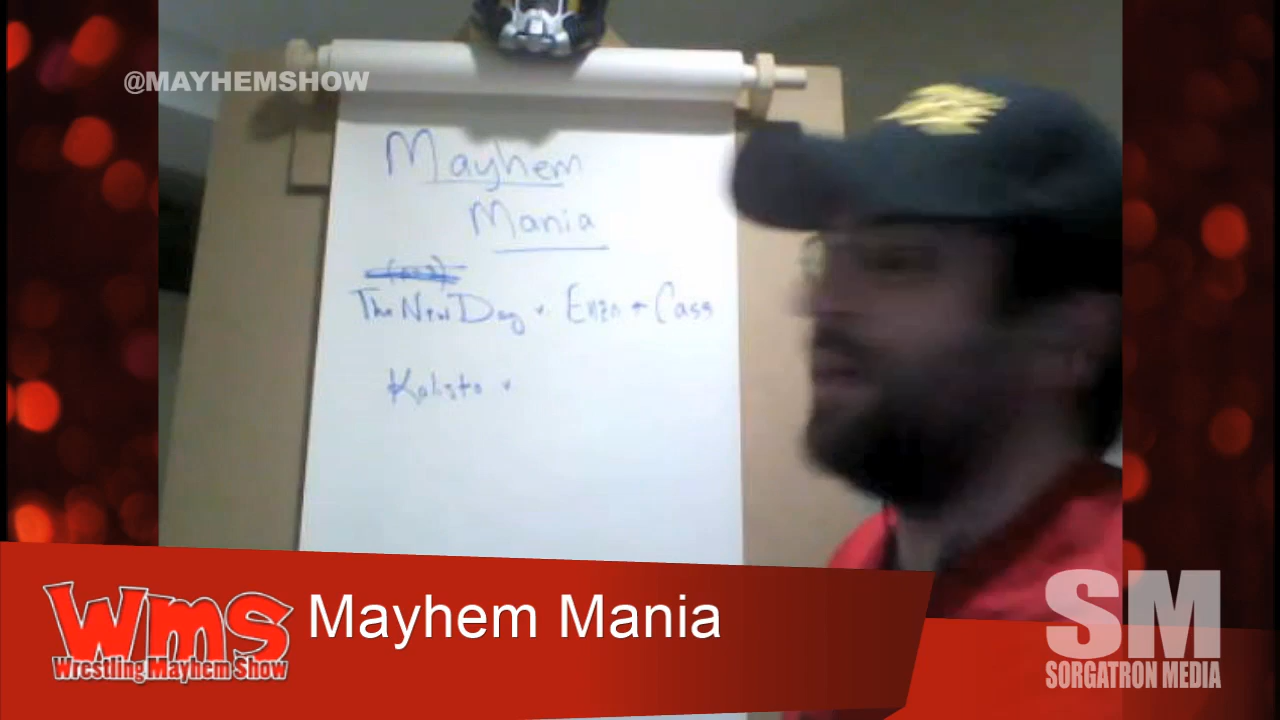 @MAYHEMSHOW
Mayhem
Mania
The New Day v. Enzo + Cass
Kalisto v
Wms
Wrestling Mayhem Show
Mayhem Mania
SM
SORGATRON MEDIA